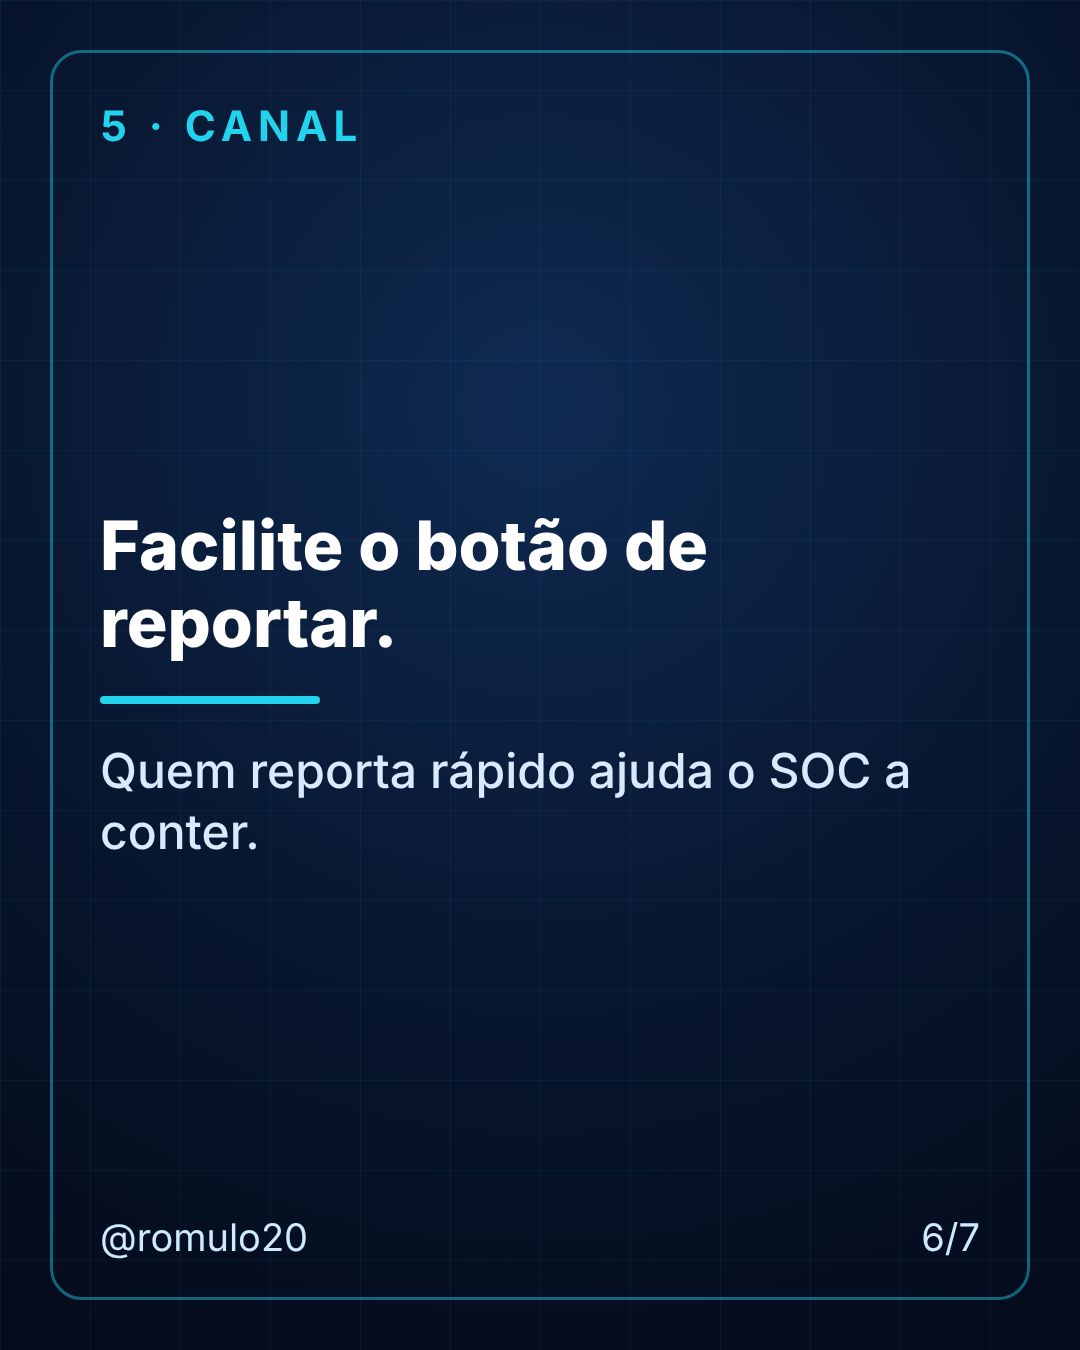 5 · CANAL
Facilite o botão de
reportar.
Quem reporta rápido ajuda o SOC a
conter.
@romulo20
6/7